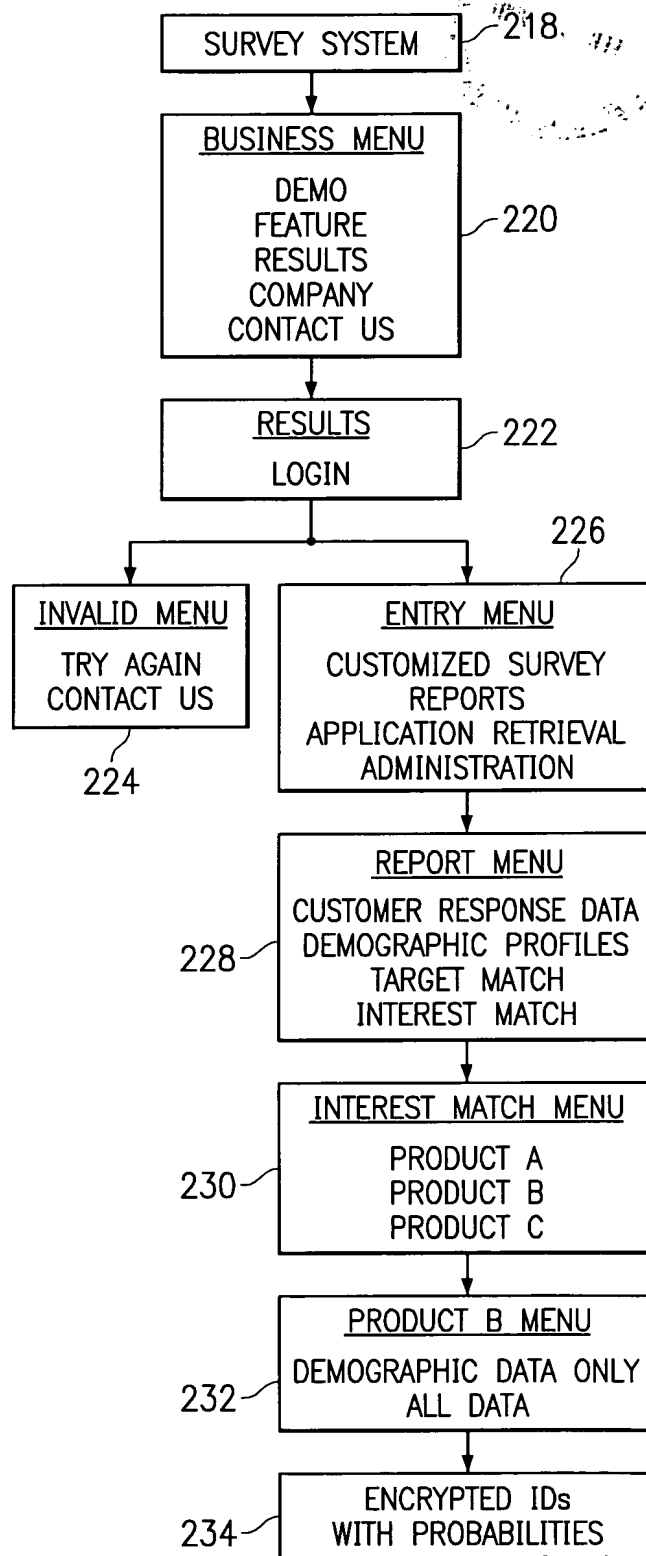 SURVEY SYSTEM
218
BUSINESS MENU
DEMO
FEATURE
RESULTS
COMPANY
CONTACT US
220
RESULTS
LOGIN
222
226
INVALID MENU
TRY AGAIN
CONTACT US
224
ENTRY MENU
CUSTOMIZED SURVEY
REPORTS
APPLICATION RETRIEVAL
ADMINISTRATION
REPORT MENU
CUSTOMER RESPONSE DATA
DEMOGRAPHIC PROFILES
TARGET MATCH
INTEREST MATCH
228
INTEREST MATCH MENU
PRODUCT A
PRODUCT B
PRODUCT C
230
PRODUCT B MENU
DEMOGRAPHIC DATA ONLY
ALL DATA
232
ENCRYPTED IDs
WITH PROBABILITIES
234